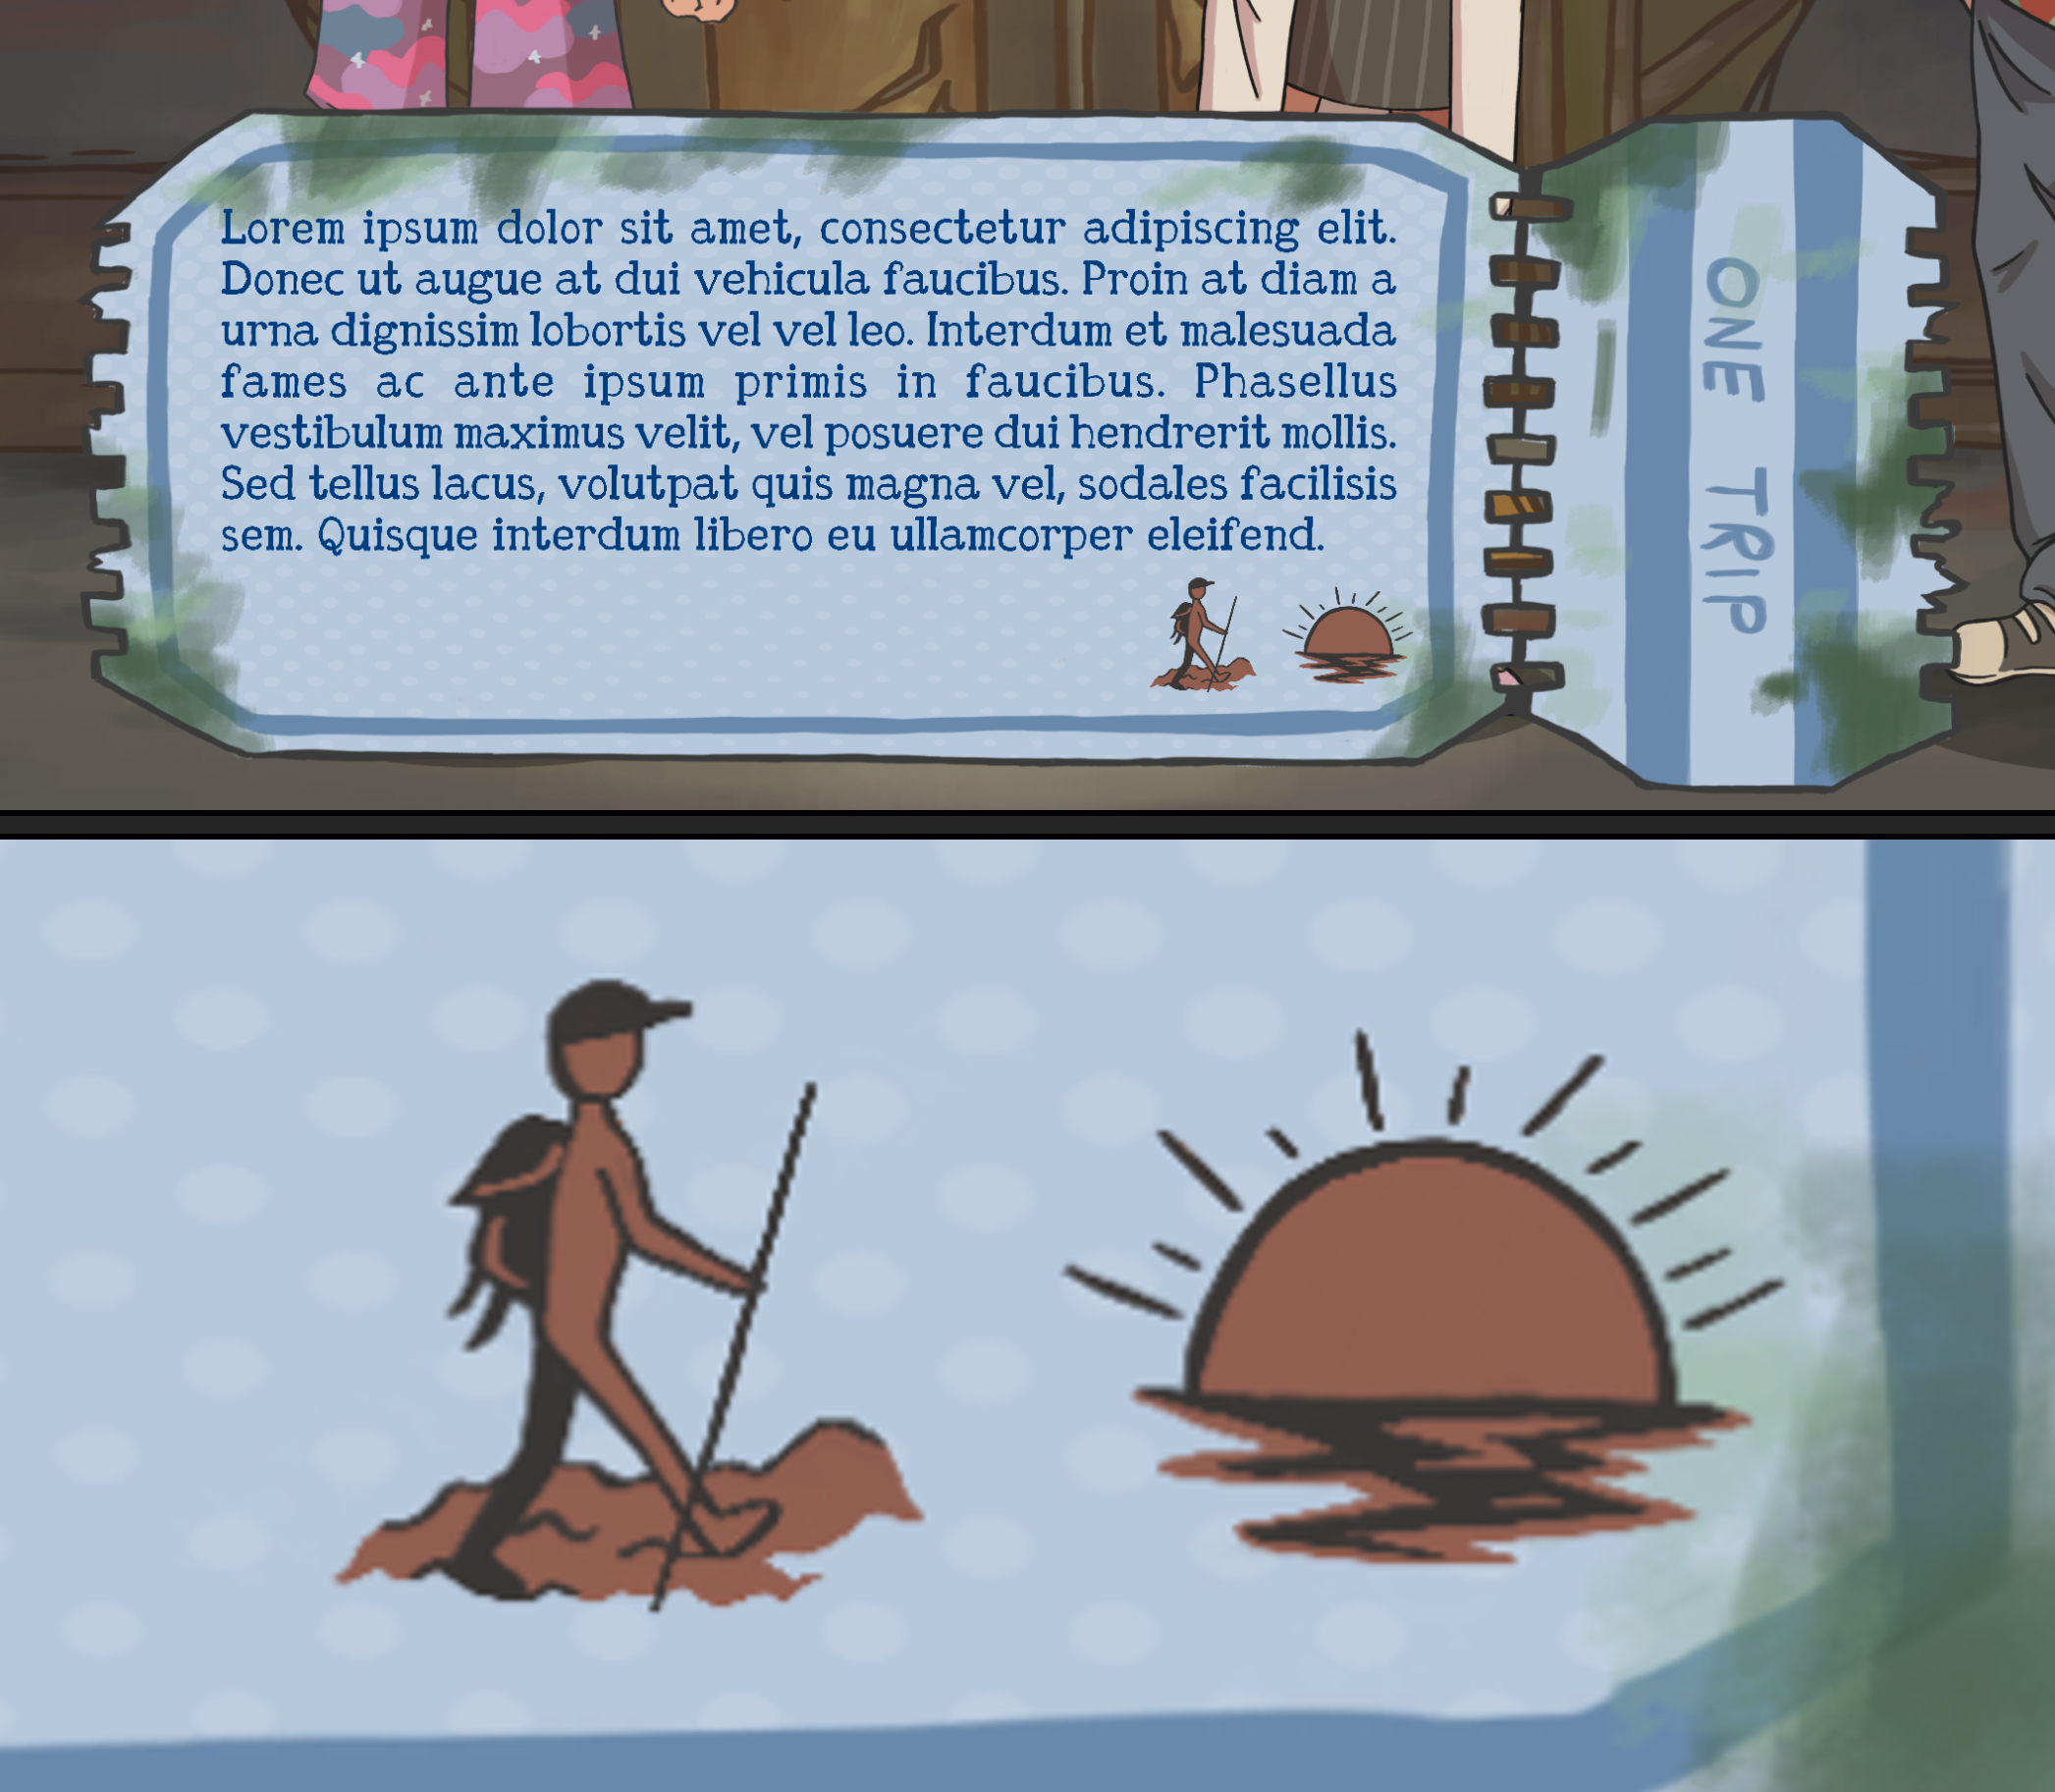 Lorem ipsum dolor sit amet, consectetur adipiscing elit.
Donec ut augue at dui vehicula faucibus. Proin at diam a
urna dignissim lobortis vel vel leo. Interdum et malesuada
fames ac ante ipsum primis in faucibus. Phasellus
vestibulum maximus velit, vel posuere dui hendrerit mollis.
Sed tellus lacus, volutpat quis magna vel, sodales facilisis
sem. Quisque interdum libero eu ullamcorper eleifend.
ONE TRIP